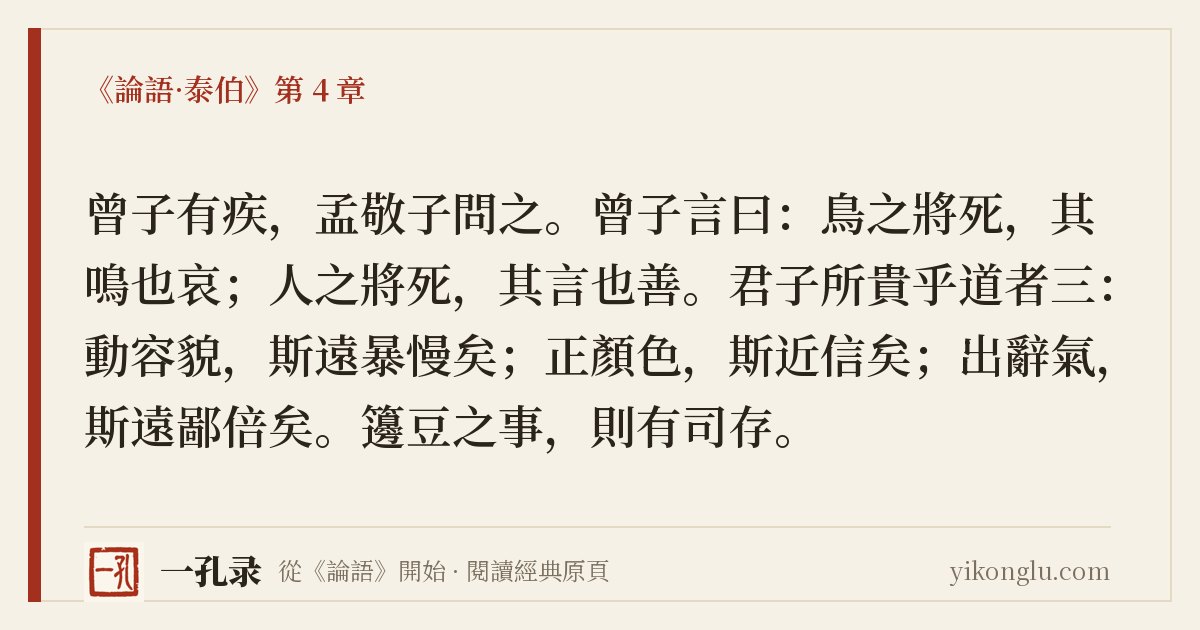 《論語·泰伯》第 4 章
曾子有疾，孟敬子問之。曾子言曰：鳥之將死，其
鳴也哀；人之將死，其言也善。君子所貴乎道者三：
動容貌，斯遠暴慢矣；正顏色，斯近信矣；出辭氣，
斯遠鄙倍矣。籩豆之事，則有司存。
一孔
一孔录 從《論語》開始 · 閱讀經典原頁
yikonglu.com